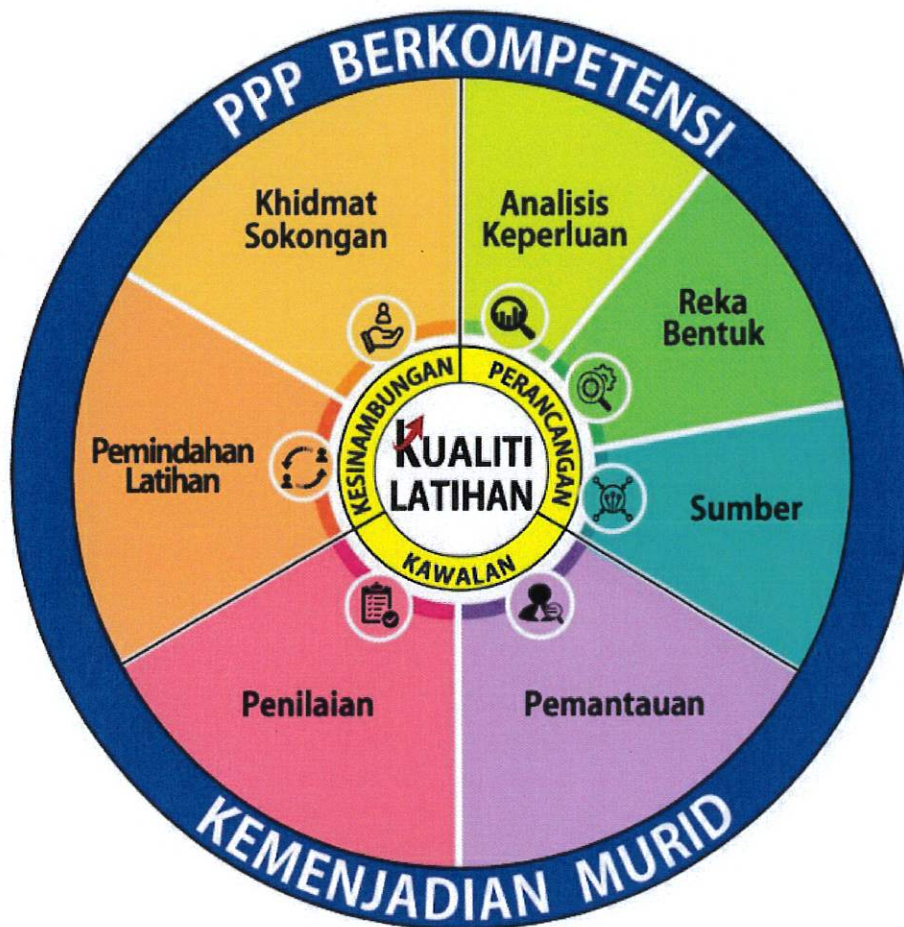 PPP BERKOMPETENSI
Khidmat
Sokongan
Analisis
Keperluan
Reka
Bentuk
Sumber
Pemantauan
Penilaian
Pemindahan
Latihan
KESINAMBUNGAN
PERANCANGAN
KAWALAN
KUALITI
LATIHAN
KEMENJADIAN MURID